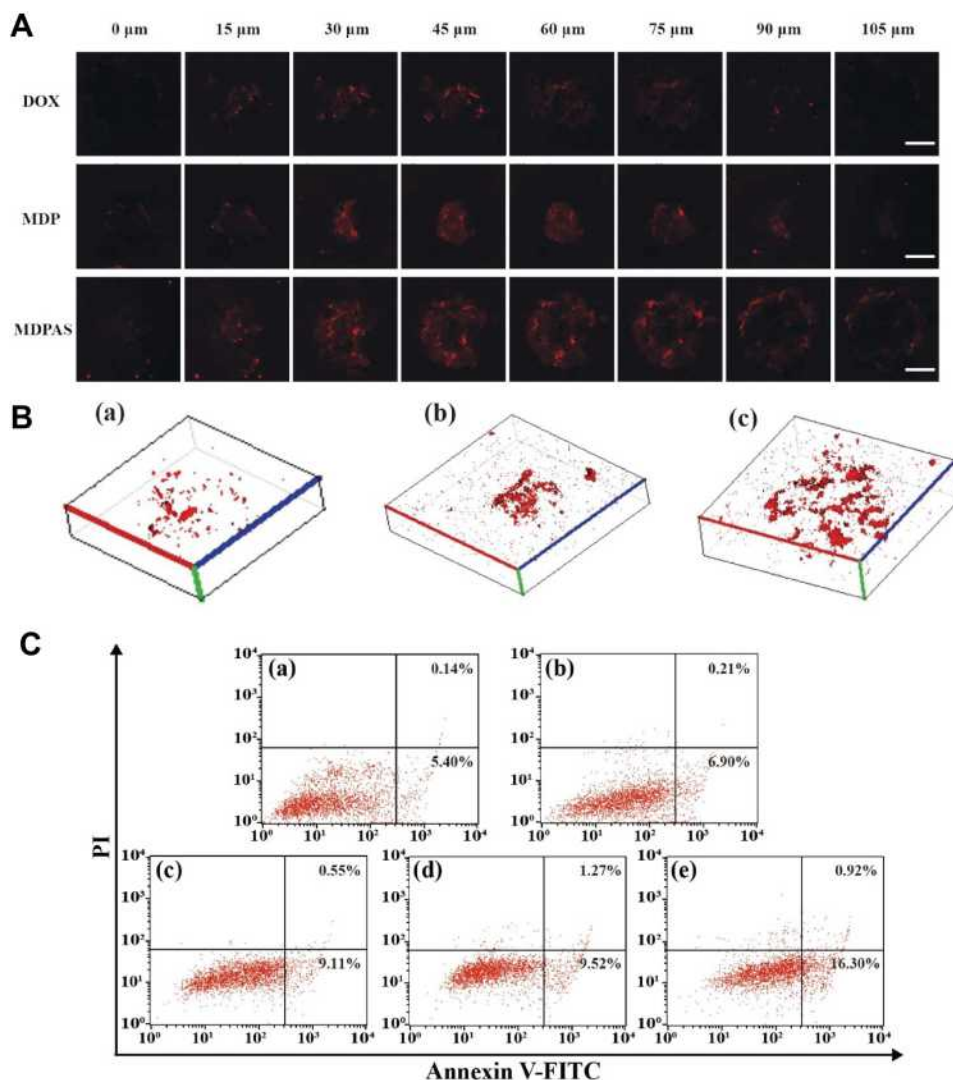 A
0 µm 15 µm 30 µm 45 µm 60 µm 75 µm 90 µm 105 µm
DOX
MDP
MDPAS
B
(a) (b) (c)
C
(a) 0.14% 5.40%
10⁴ 10³ 10² 10¹ 10⁰
10⁰ 10¹ 10² 10³ 10⁴
(b) 0.21% 6.90%
10⁴ 10³ 10² 10¹ 10⁰
10⁰ 10¹ 10² 10³ 10⁴
PI
(c) 0.55% 9.11%
10⁴ 10³ 10² 10¹ 10⁰
10⁰ 10¹ 10² 10³ 10⁴
(d) 1.27% 9.52%
10⁴ 10³ 10² 10¹ 10⁰
10⁰ 10¹ 10² 10³ 10⁴
(e) 0.92% 16.30%
10⁴ 10³ 10² 10¹ 10⁰
10⁰ 10¹ 10² 10³ 10⁴
Annexin V-FITC